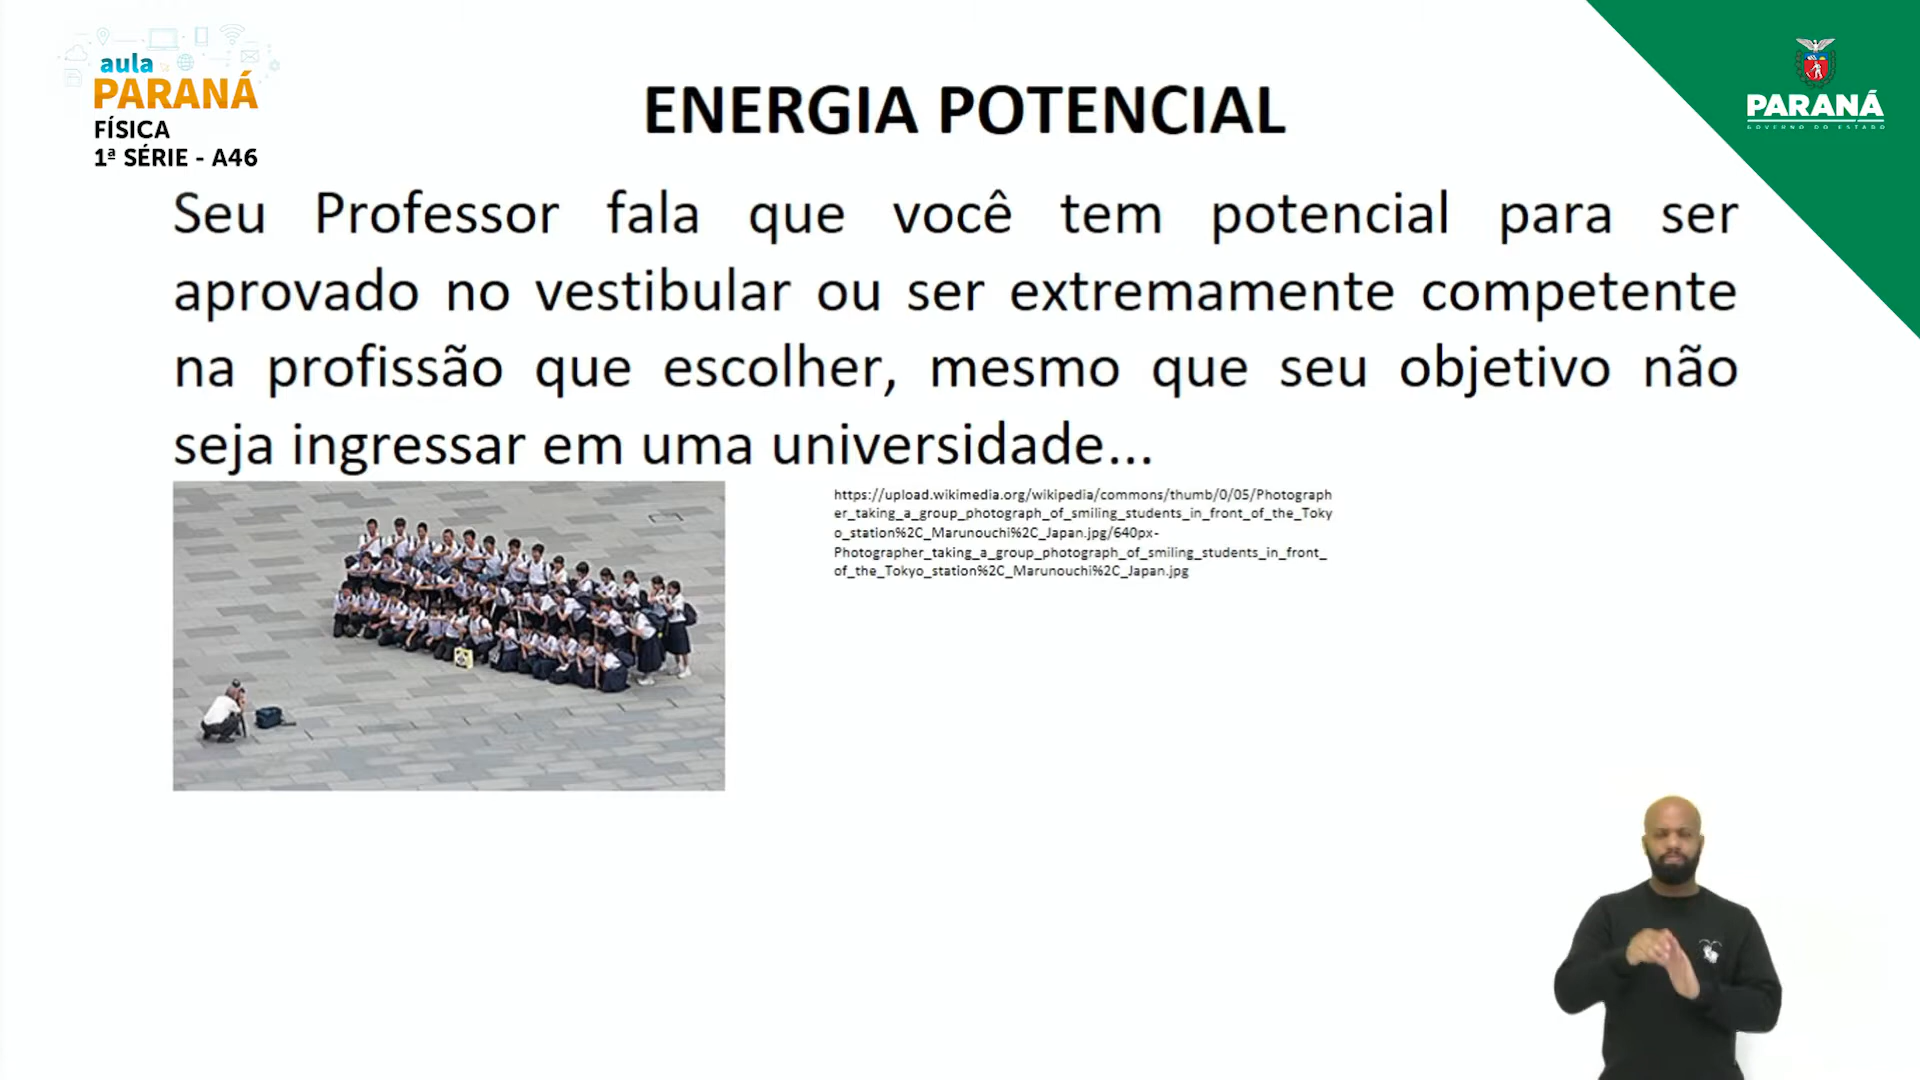 aula
PARANÁ
FÍSICA
1ª SÉRIE - A46
ENERGIA POTENCIAL
PARANÁ
GOVERNO DO ESTADO
Seu Professor fala que você tem potencial para ser
aprovado no vestibular ou ser extremamente competente
na profissão que escolher, mesmo que seu objetivo não
seja ingressar em uma universidade...
https://upload.wikimedia.org/wikipedia/commons/thumb/0/05/Photograph
er_taking_a_group_photograph_of_smiling_students_in_front_of_the_Toky
o_station%2C_Marunouchi%2C_Japan.jpg/640px-
Photographer_taking_a_group_photograph_of_smiling_students_in_front_
of_the_Tokyo_station%2C_Marunouchi%2C_Japan.jpg